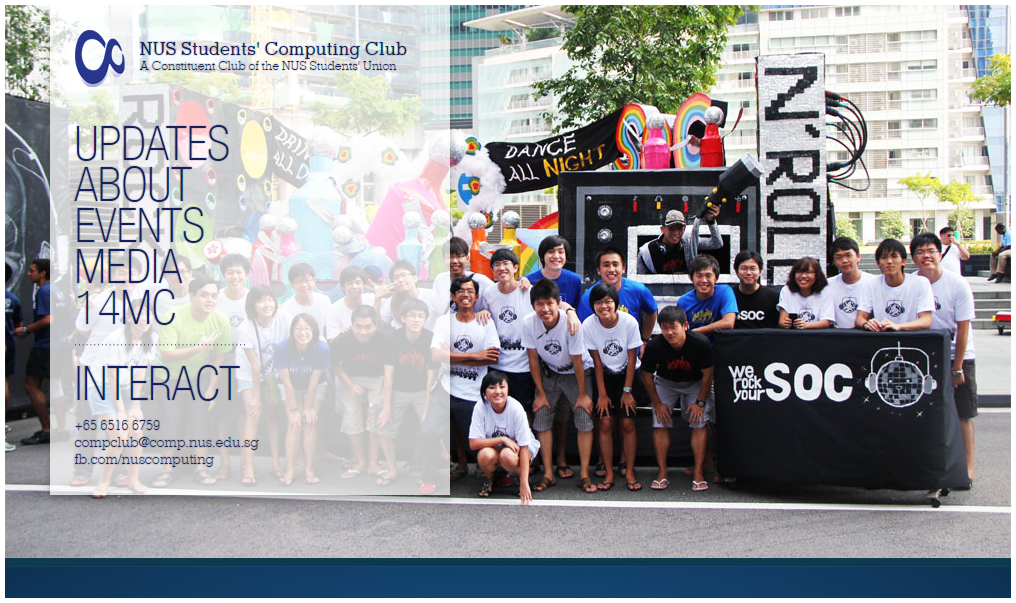 NUS Students' Computing Club
A Constituent Club of the NUS Students' Union
UPDATES
ABOUT
EVENTS
MEDIA
14MC
INTERACT
+65 6516 6759
compclub@comp.nus.edu.sg
fb.com/nuscomputing
DANCE
ALL NIGHT
N'ROLL
SOC
we
rock
your SOC